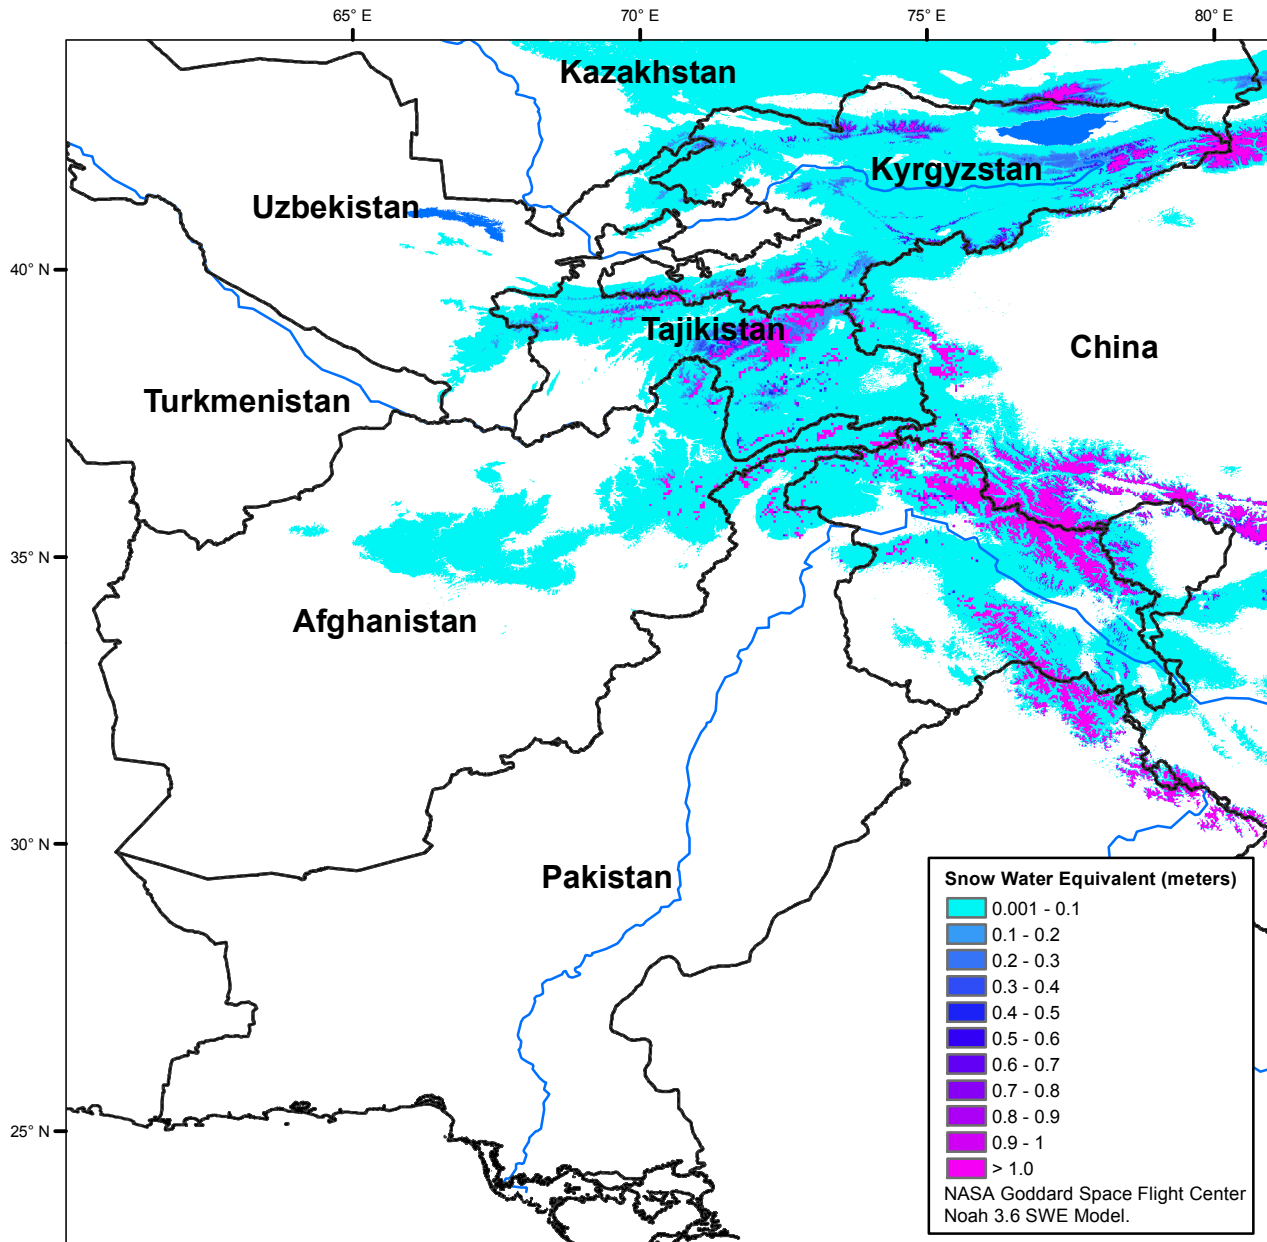 65° E
70° E
75° E
80° E
Kazakhstan
Kyrgyzstan
Uzbekistan
40° N
Tajikistan
China
Turkmenistan
35° N
Afghanistan
30° N
Pakistan
25° N
Snow Water Equivalent (meters)
0.001 - 0.1
0.1 - 0.2
0.2 - 0.3
0.3 - 0.4
0.4 - 0.5
0.5 - 0.6
0.6 - 0.7
0.7 - 0.8
0.8 - 0.9
0.9 - 1
> 1.0
NASA Goddard Space Flight Center
Noah 3.6 SWE Model.